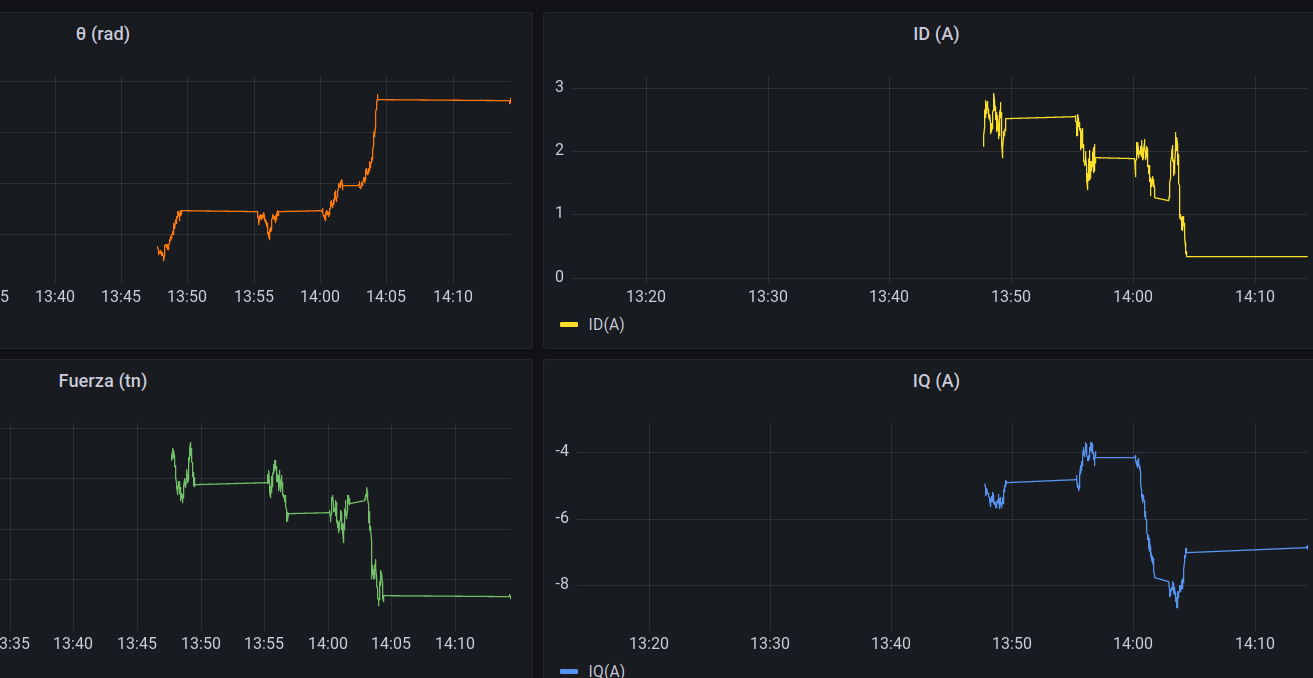 θ (rad)
5 13:40 13:45 13:50 13:55 14:00 14:05 14:10
ID (A)
3
2
1
0
13:20 13:30 13:40 13:50 14:00 14:10
ID(A)
Fuerza (tn)
3:35 13:40 13:45 13:50 13:55 14:00 14:05 14:10
IQ (A)
-4
-6
-8
13:20 13:30 13:40 13:50 14:00 14:10
IQ(A)